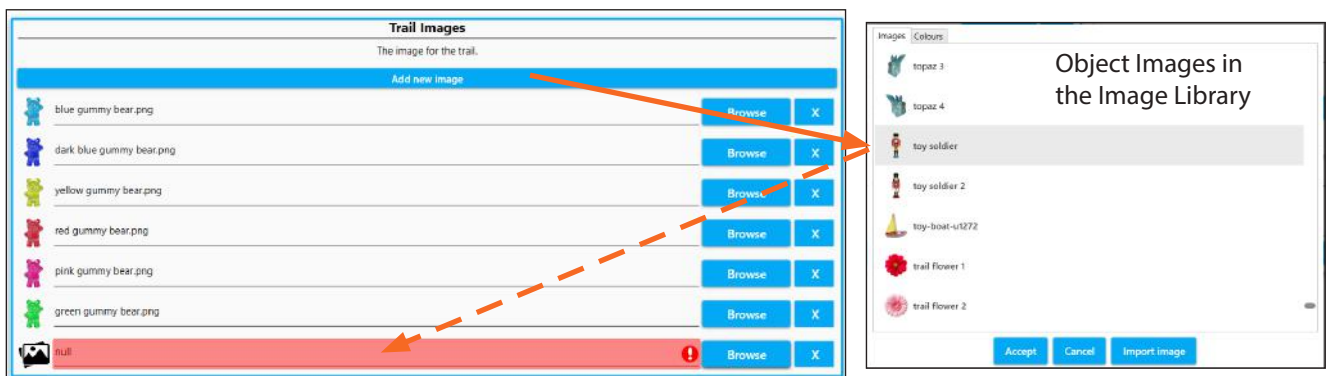 Trail Images
The image for the trail.
Add new image
blue gummy bear.png
Browse X
dark blue gummy bear.png
Browse X
yellow gummy bear.png
Browse X
red gummy bear.png
Browse X
pink gummy bear.png
Browse X
green gummy bear.png
Browse X
null
Browse X
Images Colours
Object Images in
the Image Library
topaz 3
topaz 4
toy soldier
toy soldier 2
toy-boat-u1272
trail flower 1
trail flower 2
Accept Cancel Import image